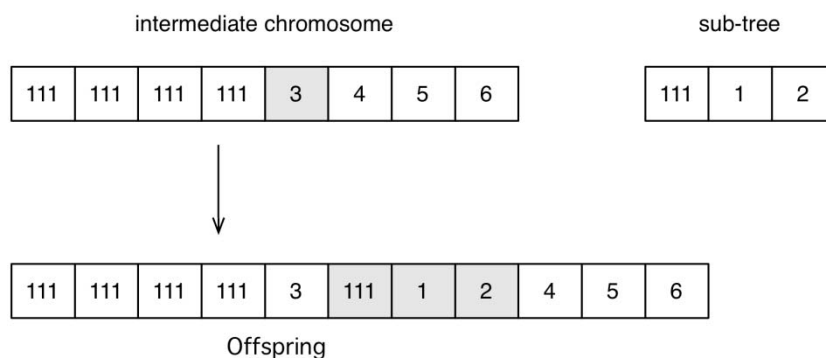 intermediate chromosome sub-tree
111 111 111 111 3 4 5 6 111 1 2
111 111 111 111 3 111 1 2 4 5 6
Offspring